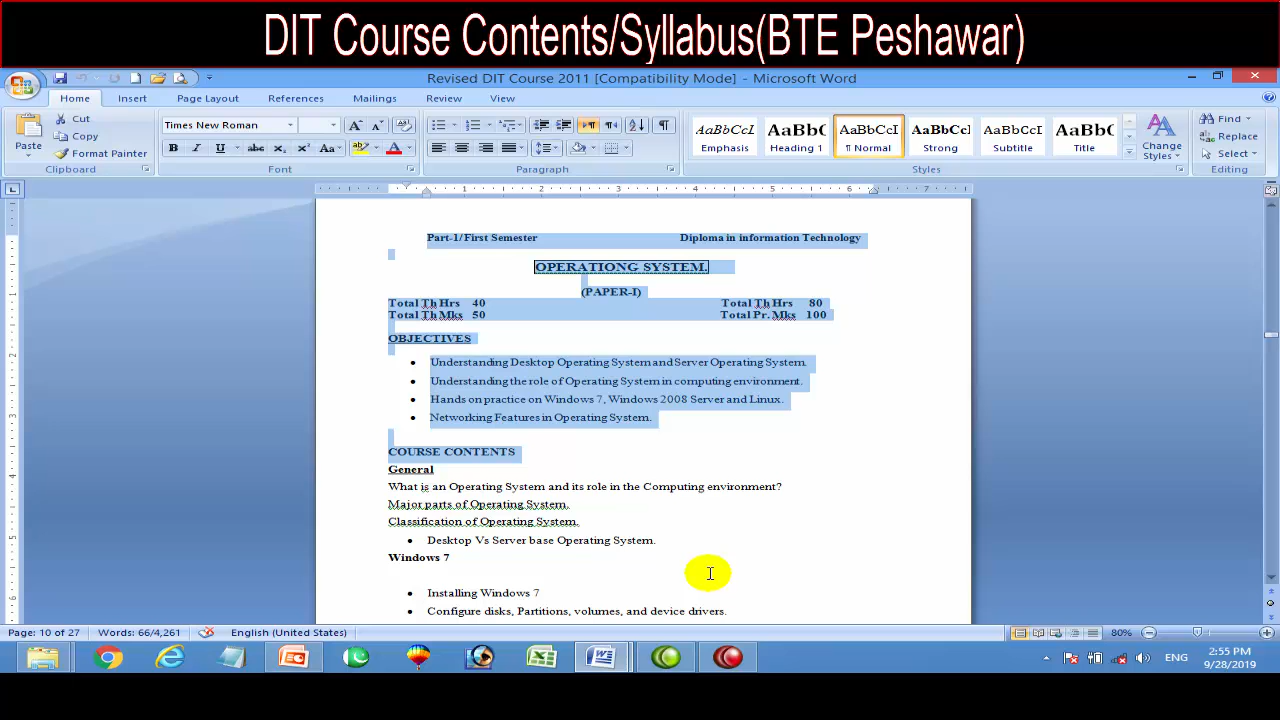 DIT Course Contents/Syllabus(BTE Peshawar)
Revised DIT Course 2011 [Compatibility Mode] - Microsoft Word
Home Insert Page Layout References Mailings Review View
Cut
Copy
Format Painter
Paste
Clipboard
Times New Roman
Font
Paragraph
AaBbCcI AaBbC AaBbCcI AaBbCcl AaBbCcI AaBbC
Emphasis Heading 1 ¶ Normal Strong Subtitle Title
Change Styles
Styles
Find
Replace
Select
Editing
1 2 3 4 5 6 7
Part-1/First Semester Diploma in information Technology
OPERATIONG SYSTEM.
(PAPER-I)
Total Th Hrs 40 Total Th Hrs 80
Total Th Mks 50 Total Pr. Mks 100
OBJECTIVES
• Understanding Desktop Operating System and Server Operating System.
• Understanding the role of Operating System in computing environment.
• Hands on practice on Windows 7, Windows 2008 Server and Linux.
• Networking Features in Operating System.
COURSE CONTENTS
General
What is an Operating System and its role in the Computing environment?
Major parts of Operating System.
Classification of Operating System.
• Desktop Vs Server base Operating System.
Windows 7
• Installing Windows 7
• Configure disks, Partitions, volumes, and device drivers.
Page: 10 of 27 Words: 66/4,261 English (United States) 80%
ENG
2:55 PM
9/28/2019